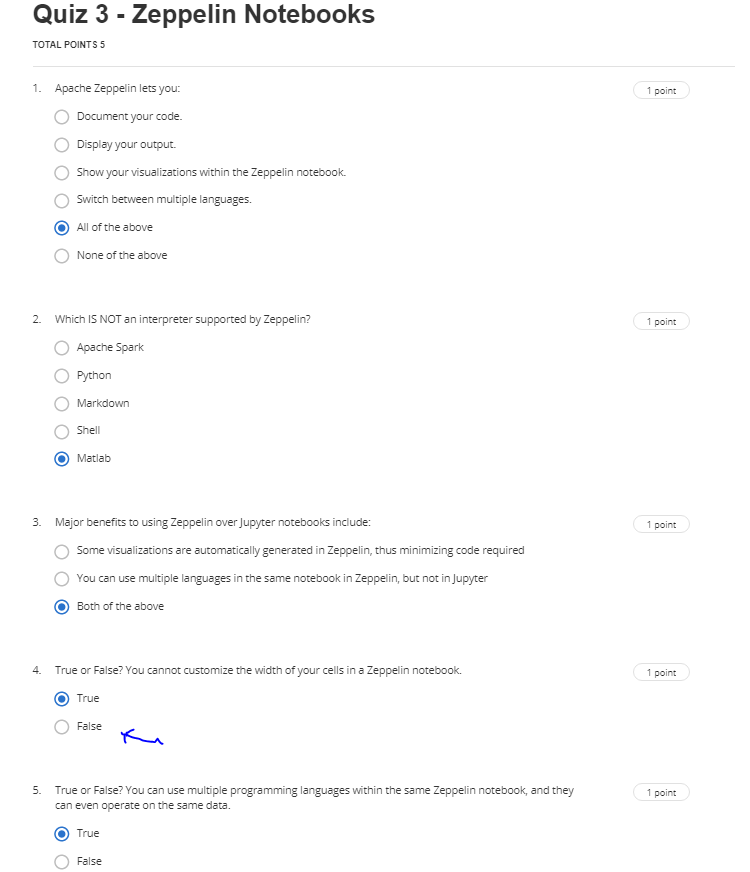 Quiz 3 - Zeppelin Notebooks
TOTAL POINTS 5
1. Apache Zeppelin lets you:
1 point
Document your code.
Display your output.
Show your visualizations within the Zeppelin notebook.
Switch between multiple languages.
All of the above
None of the above
2. Which IS NOT an interpreter supported by Zeppelin?
1 point
Apache Spark
Python
Markdown
Shell
Matlab
3. Major benefits to using Zeppelin over Jupyter notebooks include:
1 point
Some visualizations are automatically generated in Zeppelin, thus minimizing code required
You can use multiple languages in the same notebook in Zeppelin, but not in Jupyter
Both of the above
4. True or False? You cannot customize the width of your cells in a Zeppelin notebook.
1 point
True
False
5. True or False? You can use multiple programming languages within the same Zeppelin notebook, and they
can even operate on the same data.
1 point
True
False